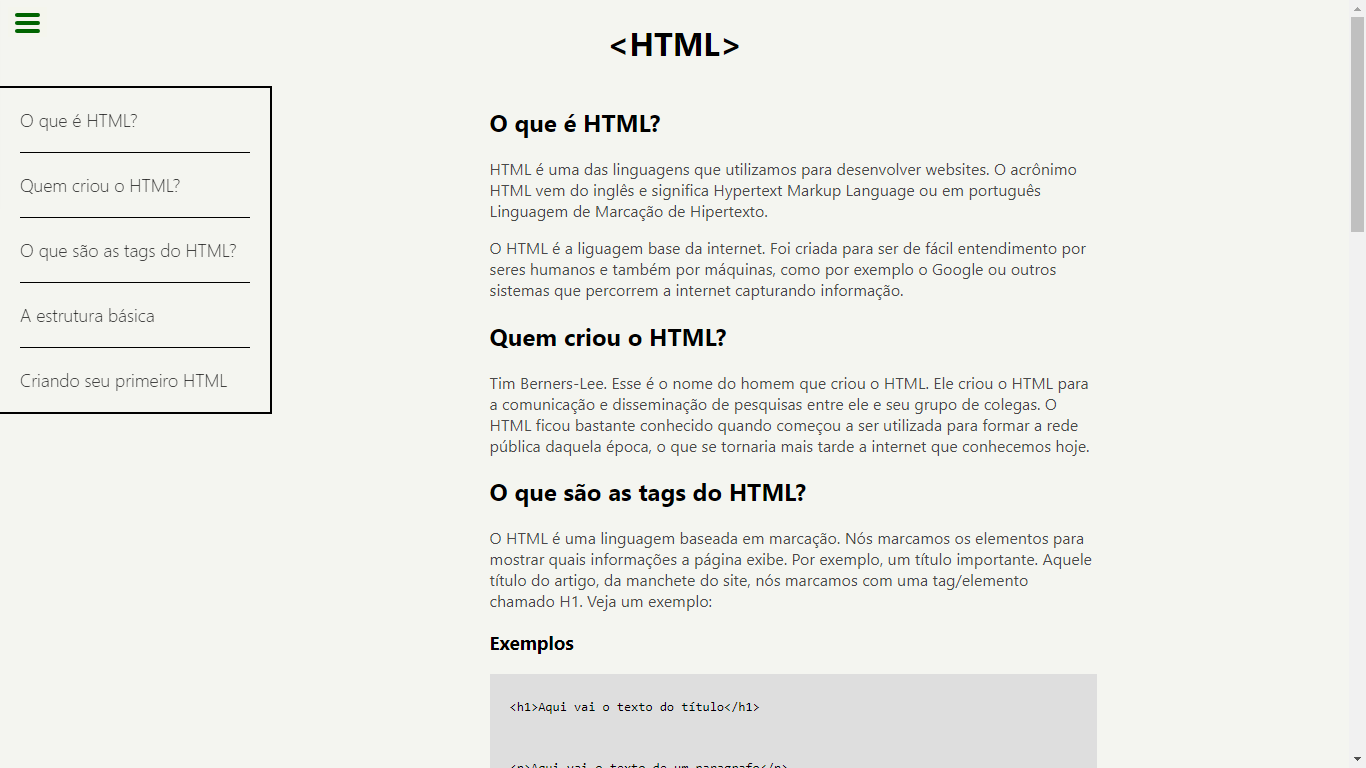 <HTML>
O que é HTML?
Quem criou o HTML?
O que são as tags do HTML?
A estrutura básica
Criando seu primeiro HTML
O que é HTML?
HTML é uma das linguagens que utilizamos para desenvolver websites. O acrônimo
HTML vem do inglês e significa Hypertext Markup Language ou em português
Linguagem de Marcação de Hipertexto.
O HTML é a liguagem base da internet. Foi criada para ser de fácil entendimento por
seres humanos e também por máquinas, como por exemplo o Google ou outros
sistemas que percorrem a internet capturando informação.
Quem criou o HTML?
Tim Berners-Lee. Esse é o nome do homem que criou o HTML. Ele criou o HTML para
a comunicação e disseminação de pesquisas entre ele e seu grupo de colegas. O
HTML ficou bastante conhecido quando começou a ser utilizada para formar a rede
pública daquela época, o que se tornaria mais tarde a internet que conhecemos hoje.
O que são as tags do HTML?
O HTML é uma linguagem baseada em marcação. Nós marcamos os elementos para
mostrar quais informações a página exibe. Por exemplo, um título importante. Aquele
título do artigo, da manchete do site, nós marcamos com uma tag/elemento
chamado H1. Veja um exemplo:
Exemplos
<h1>Aqui vai o texto do título</h1>
<p>Aqui vai o texto de um paragrafo</p>